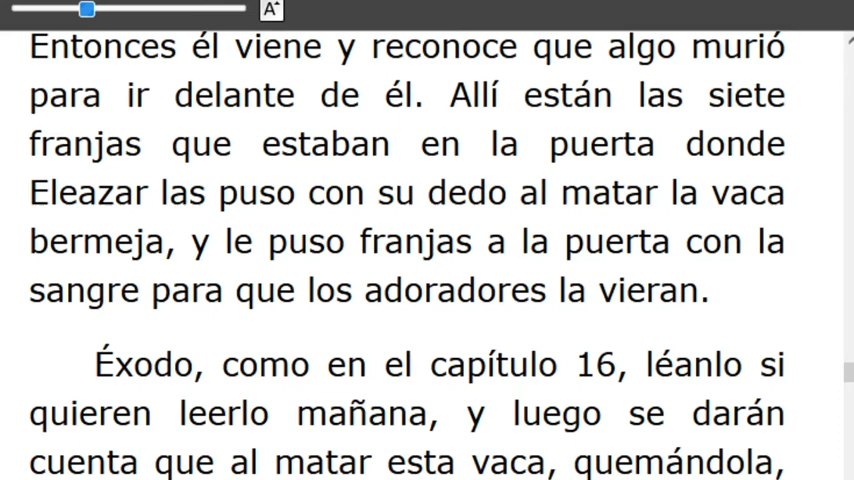 A
Entonces él viene y reconoce que algo murió
para ir delante de él. Allí están las siete
franjas que estaban en la puerta donde
Eleazar las puso con su dedo al matar la vaca
bermeja, y le puso franjas a la puerta con la
sangre para que los adoradores la vieran.
Éxodo, como en el capítulo 16, léanlo si
quieren leerlo mañana, y luego se darán
cuenta que al matar esta vaca, quemándola,